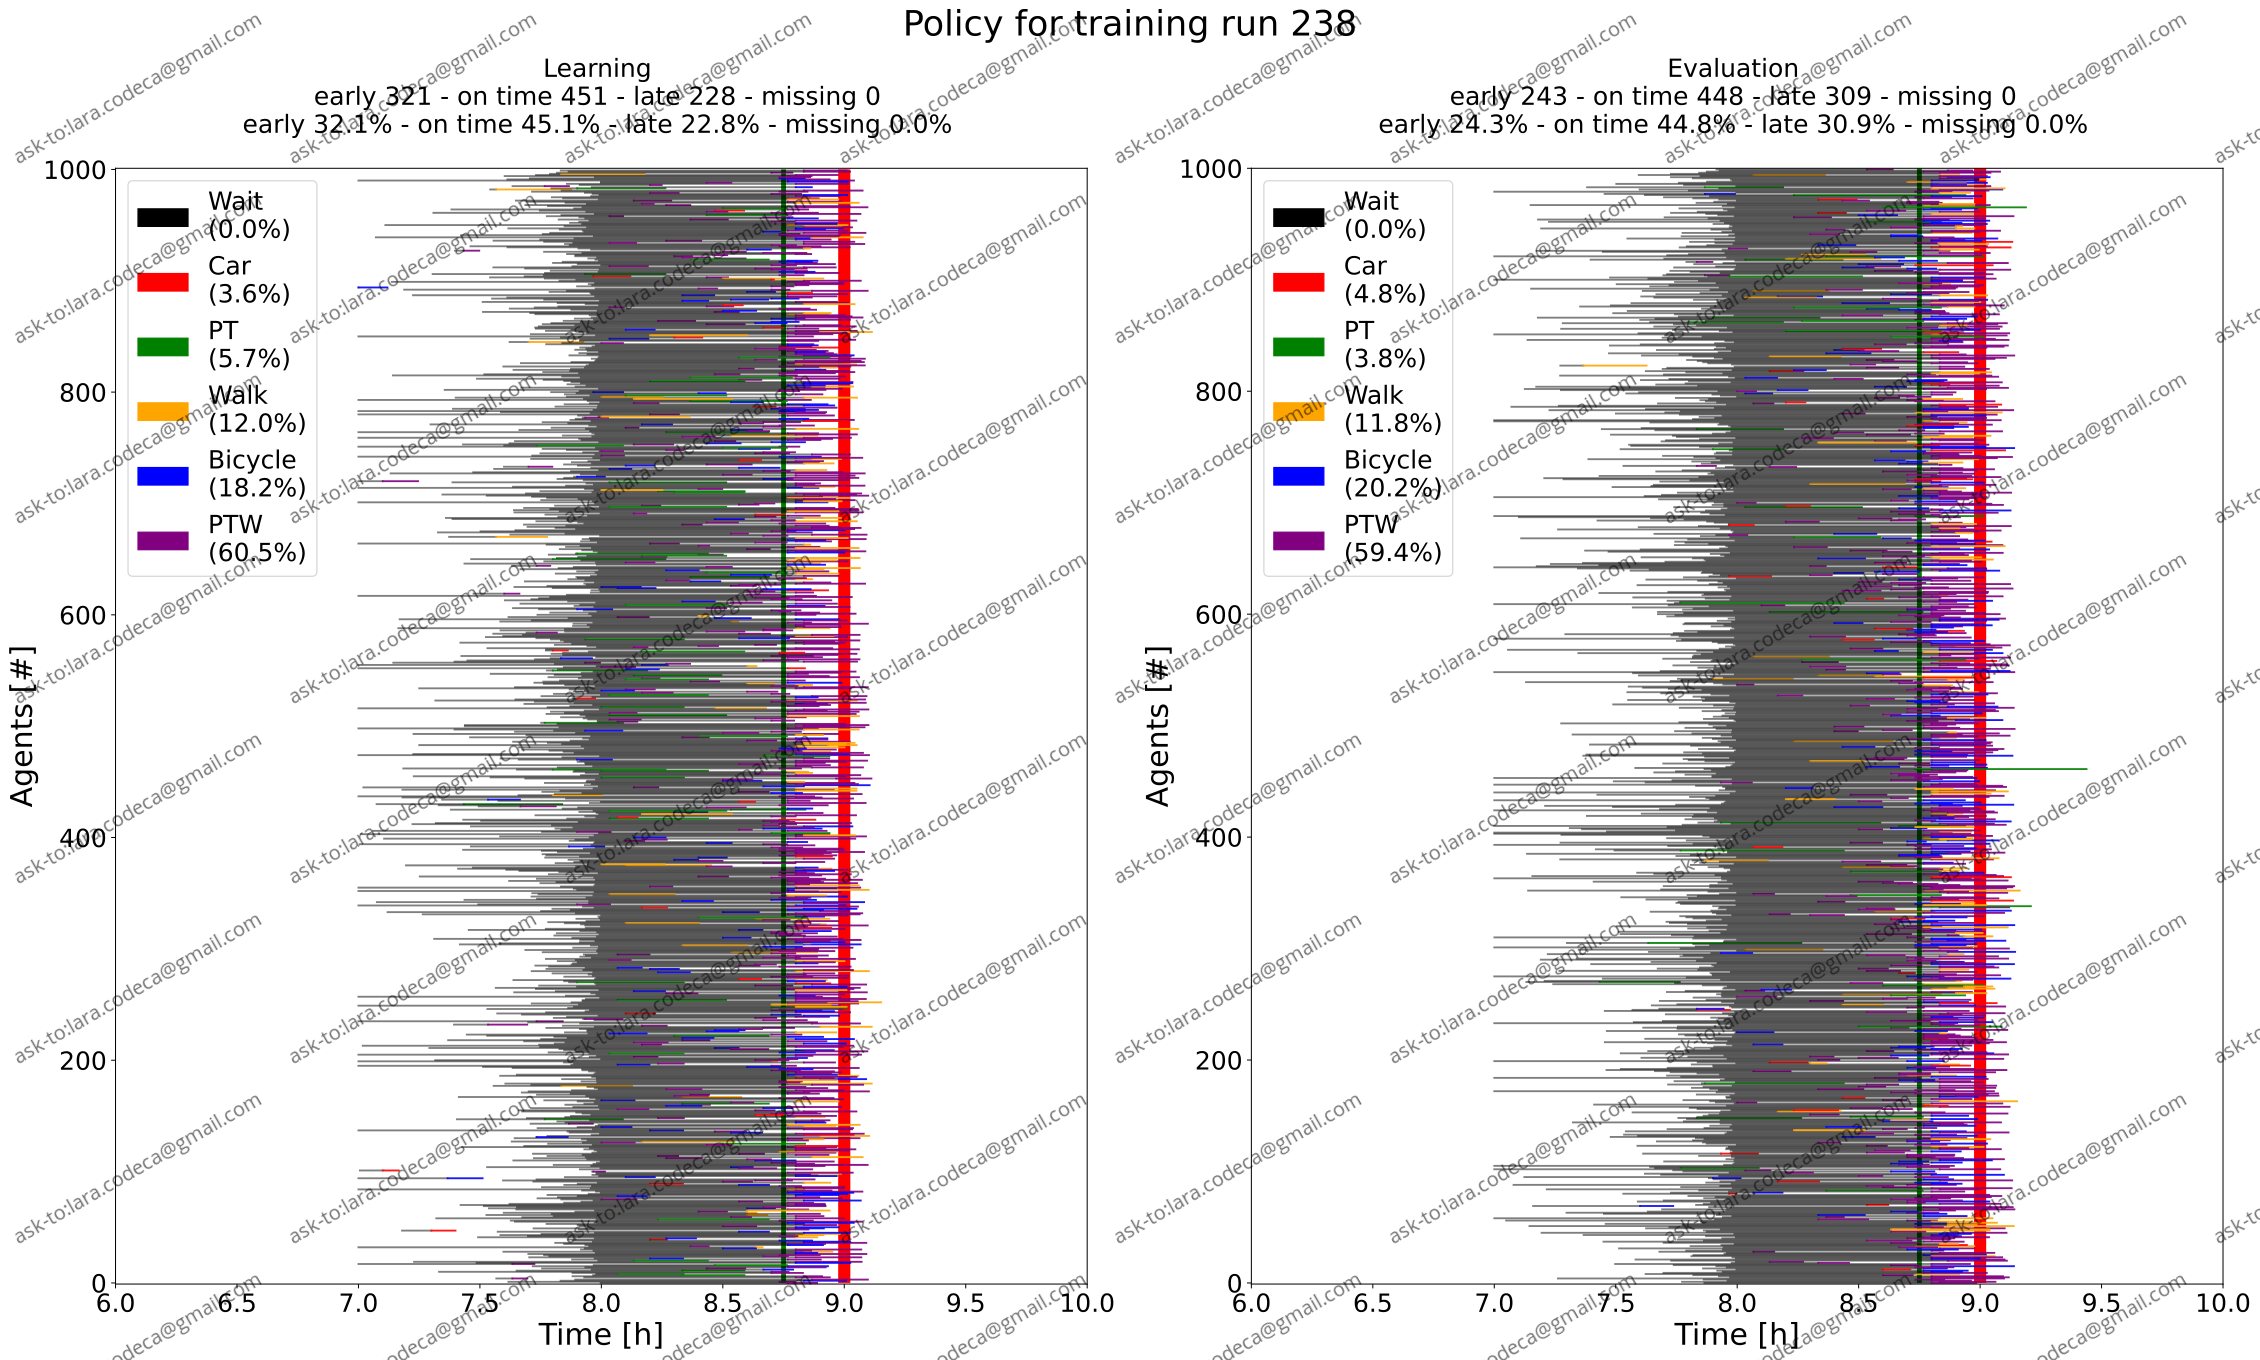 Policy for training run 238
Learning
early 321 - on time 451 - late 228 - missing 0
early 32.1% - on time 45.1% - late 22.8% - missing 0.0%
Wait
(0.0%)
Car
(3.6%)
PT
(5.7%)
Walk
(12.0%)
Bicycle
(18.2%)
PTW
(60.5%)
1000
800
600
400
200
0
Agents [#]
6.0 6.5 7.0 7.5 8.0 8.5 9.0 9.5 10.0
Time [h]
Evaluation
early 243 - on time 448 - late 309 - missing 0
early 24.3% - on time 44.8% - late 30.9% - missing 0.0%
Wait
(0.0%)
Car
(4.8%)
PT
(3.8%)
Walk
(11.8%)
Bicycle
(20.2%)
PTW
(59.4%)
1000
800
600
400
200
0
Agents [#]
6.0 6.5 7.0 7.5 8.0 8.5 9.0 9.5 10.0
Time [h]
ask-to:lara.codeca@gmail.com